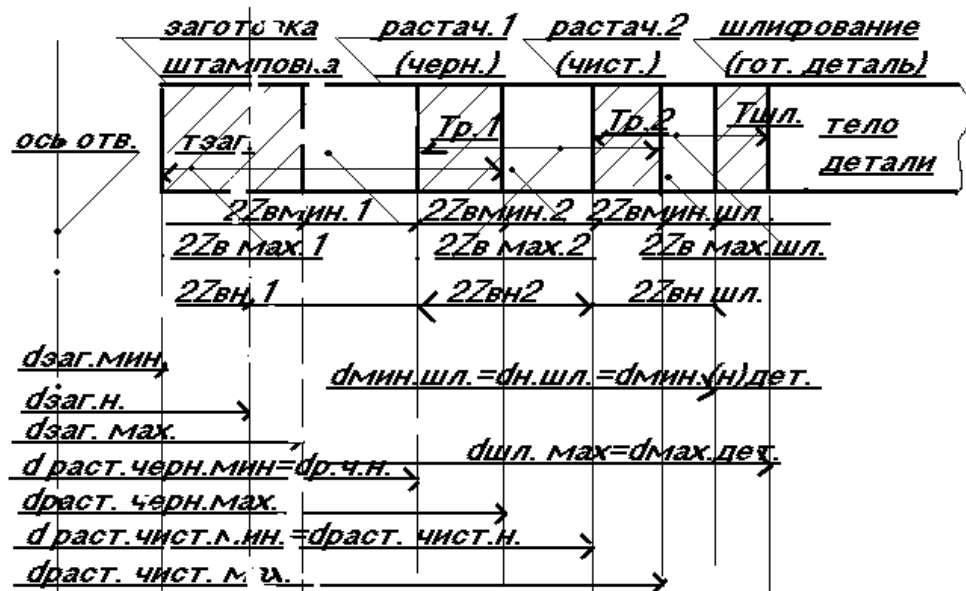 заготовка растач.1 растач.2 шлифование
штамповка (черн.) (чист.) (гот. деталь)
ось отв. тзаг. Тр.1 Тр.2 Тшл. тело
детали
2Zвмин.1 2Zвмин.2 2Zвмин.шл.
2Zв мах.1 2Zв мах.2 2Zв мах.шл.
2Zвн.1 2Zвн2 2Zвн шл.
dзаг.мин.
dмин.шл.=dн.шл.=dмин.(н)дет.
dзаг.н.
dзаг. мах.
dшл. мах=dмах.дет.
d раст.черн.мин=dр.ч.н.
dраст. черн.мах.
d раст.чист.мин.=dраст. чист.н.
dраст. чист. мах.